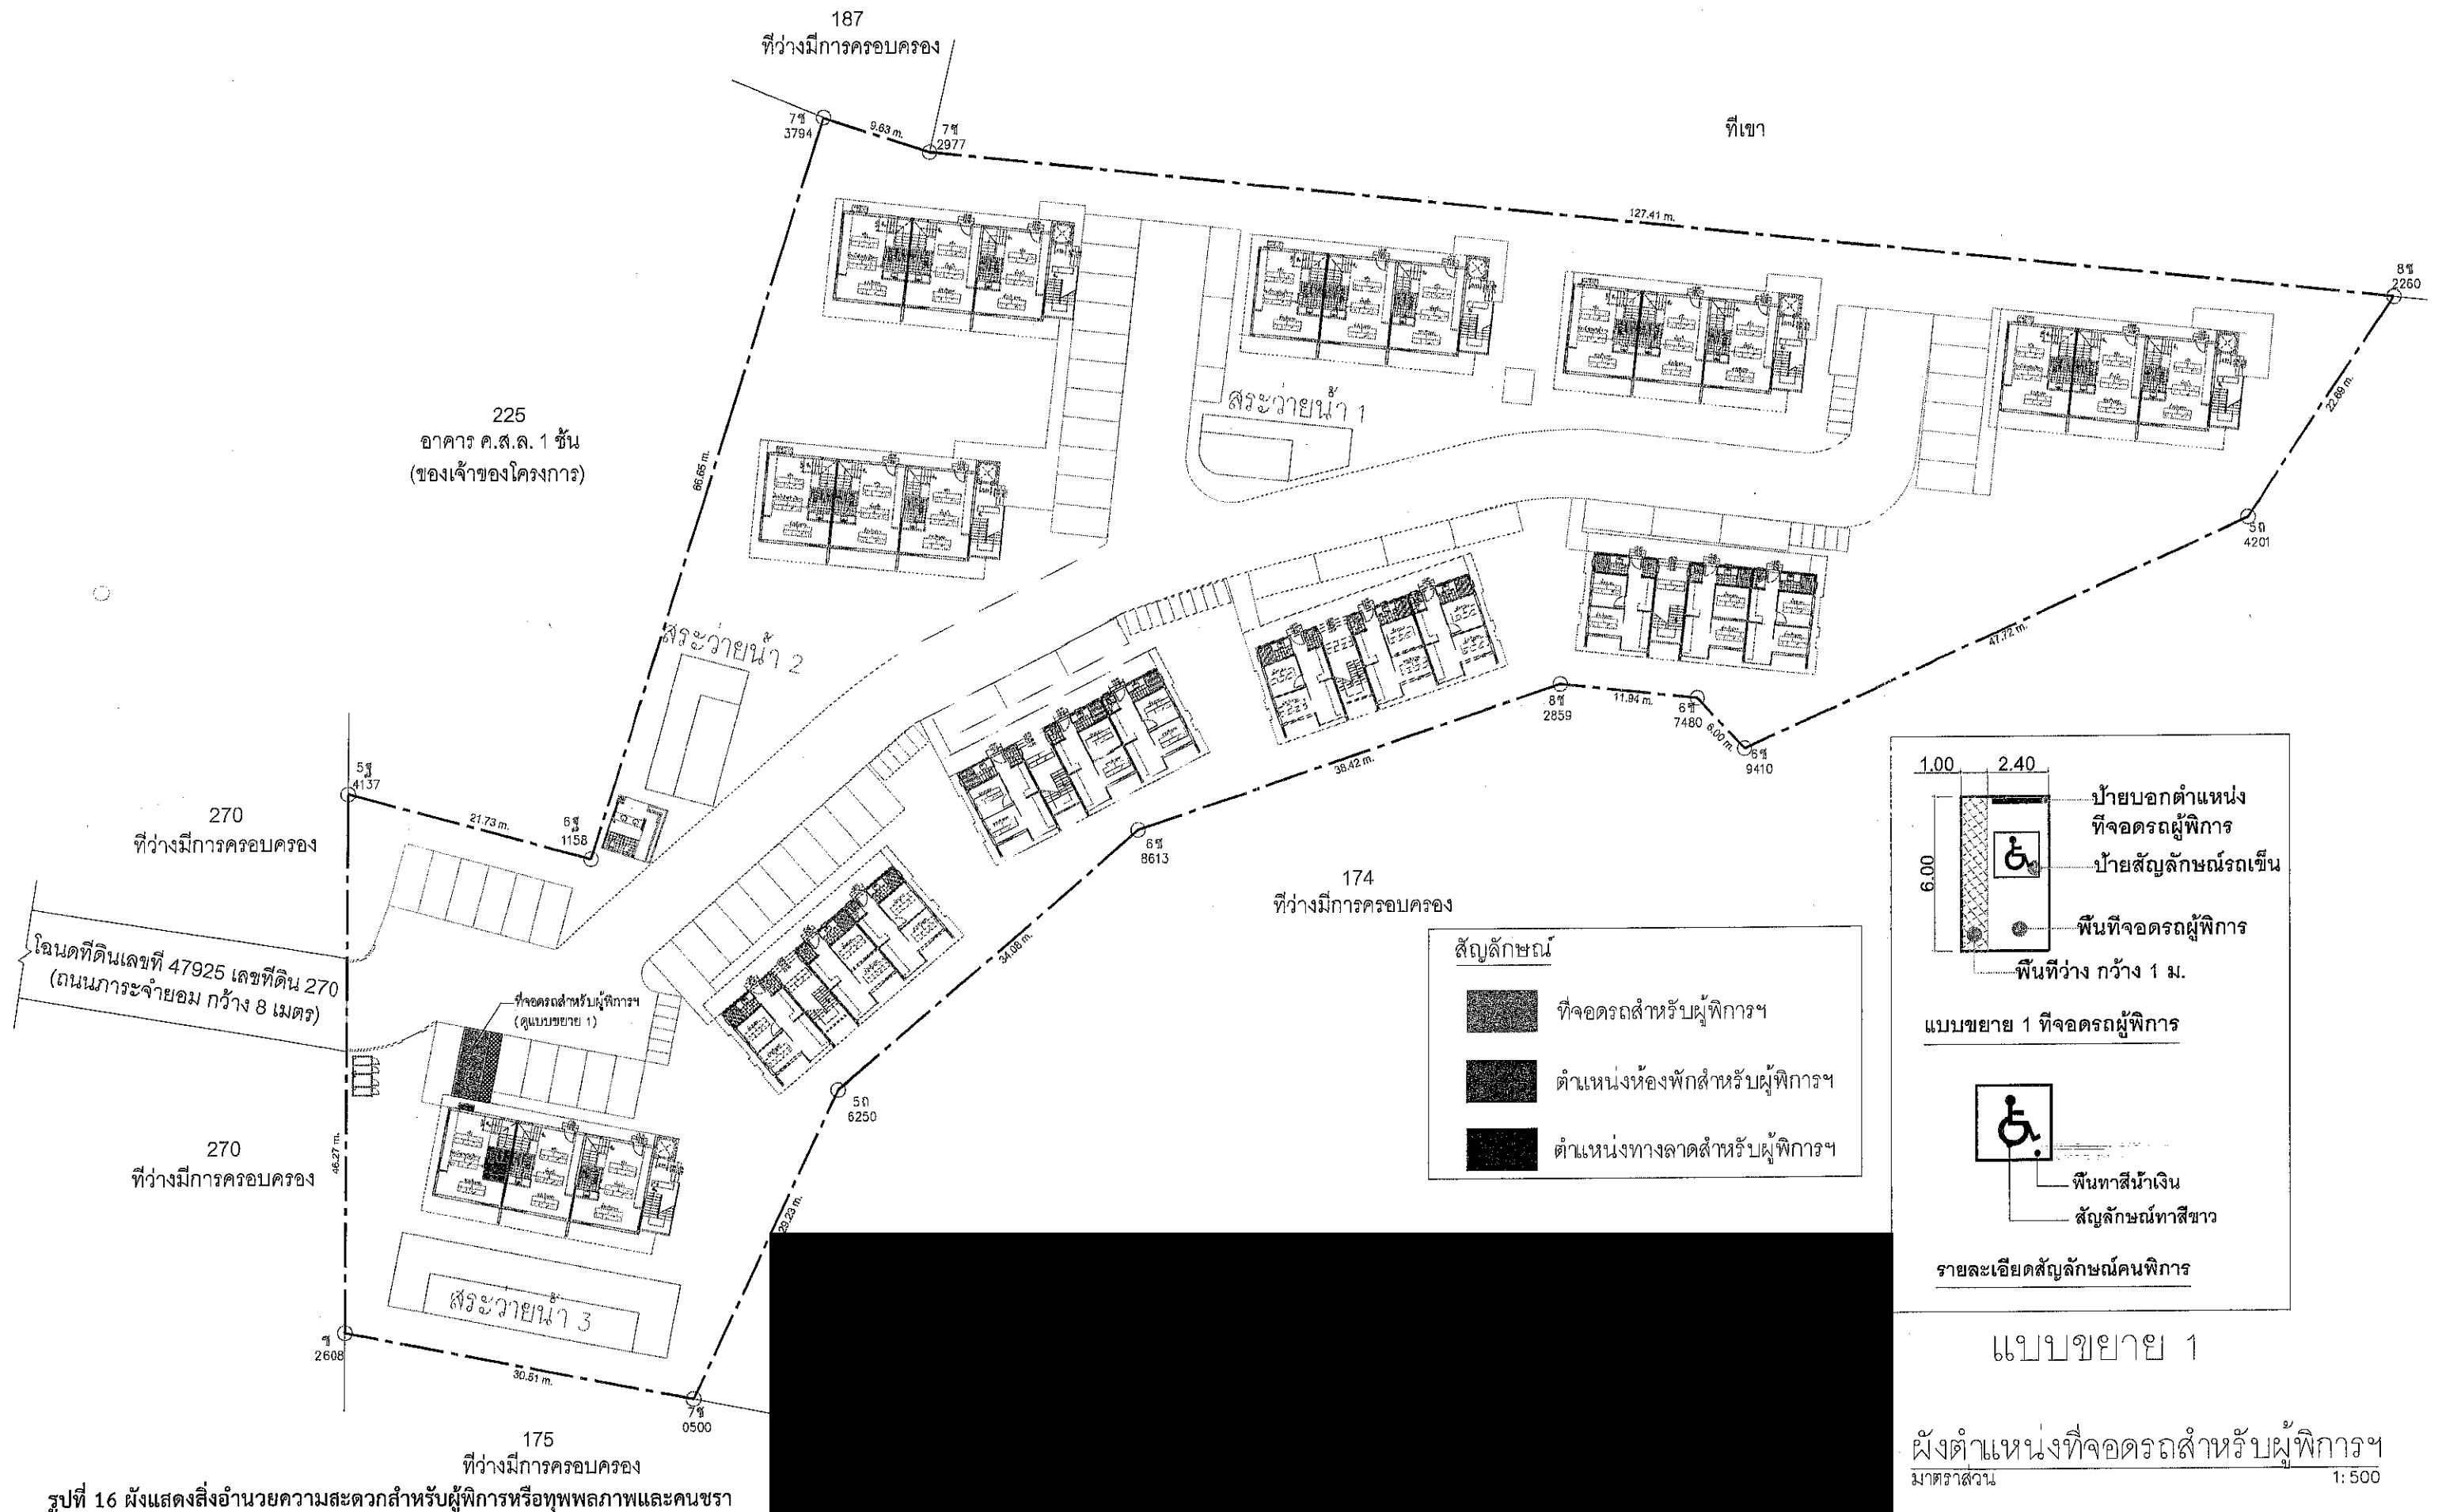 187
ที่ว่างมีการครอบครอง
7ซ
3794
9.63 m.
7ซ
2977
ที่เขา
127.41 m.
8ซ
2260
22.69 m.
225
อาคาร ค.ส.ล. 1 ชั้น
(ของเจ้าของโครงการ)
66.65 m.
สระว่ายน้ำ 1
5ถ
4201
47.72 m.
สระว่ายน้ำ 2
8ซ
2859
11.94 m.
6ซ
7480
6.00 m.
6ซ
9410
38.42 m.
5ฐ
4137
21.73 m.
6ฐ
1158
270
ที่ว่างมีการครอบครอง
6ซ
8613
174
ที่ว่างมีการครอบครอง
34.08 m.
โฉนดที่ดินเลขที่ 47925 เลขที่ดิน 270
(ถนนภาระจำยอม กว้าง 8 เมตร)
ที่จอดรถสำหรับผู้พิการฯ
(ดูแบบขยาย 1)
5ถ
6250
270
ที่ว่างมีการครอบครอง
46.27 m.
29.23 m.
สระว่ายน้ำ 3
ซ
2608
30.51 m.
7ซ
0500
175
ที่ว่างมีการครอบครอง
สัญลักษณ์
ที่จอดรถสำหรับผู้พิการฯ
ตำแหน่งห้องพักสำหรับผู้พิการฯ
ตำแหน่งทางลาดสำหรับผู้พิการฯ
1.00 2.40
6.00
ป้ายบอกตำแหน่ง
ที่จอดรถผู้พิการ
ป้ายสัญลักษณ์รถเข็น
พื้นที่จอดรถผู้พิการ
พื้นที่ว่าง กว้าง 1 ม.
แบบขยาย 1 ที่จอดรถผู้พิการ
พื้นทาสีน้ำเงิน
สัญลักษณ์ทาสีขาว
รายละเอียดสัญลักษณ์คนพิการ
แบบขยาย 1
ผังตำแหน่งที่จอดรถสำหรับผู้พิการฯ
มาตราส่วน 1:500
รูปที่ 16 ผังแสดงสิ่งอำนวยความสะดวกสำหรับผู้พิการหรือทุพพลภาพและคนชรา